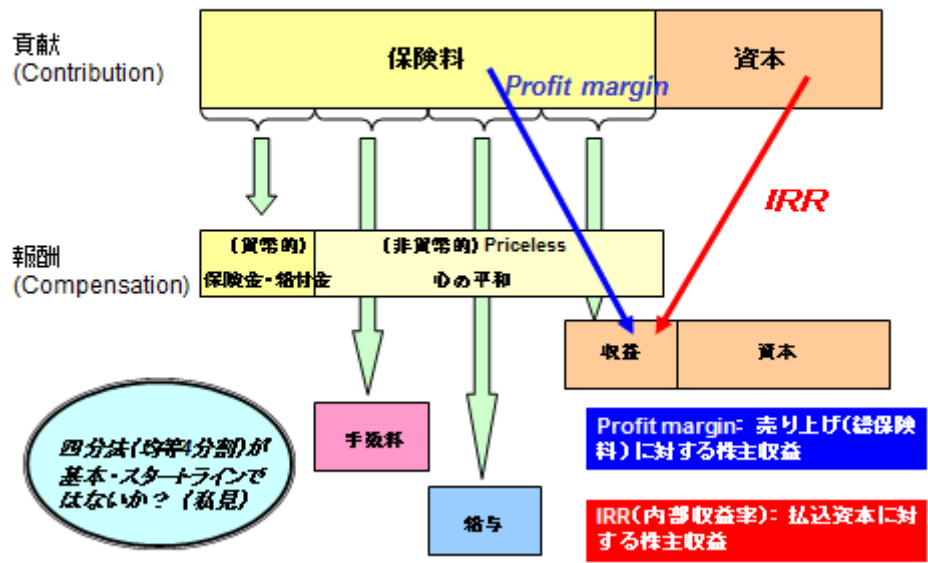 貢献
(Contribution)
保険料
資本
Profit margin
IRR
報酬
(Compensation)
(貨幣的)
保険金・給付金
(非貨幣的) Priceless
心の平和
収益
資本
手数料
給与
四分法(均等4分割)が
基本・スタートラインで
はないか？(私見)
Profit margin: 売り上げ(総保険
料)に対する株主収益
IRR(内部収益率): 払込資本に対
する株主収益